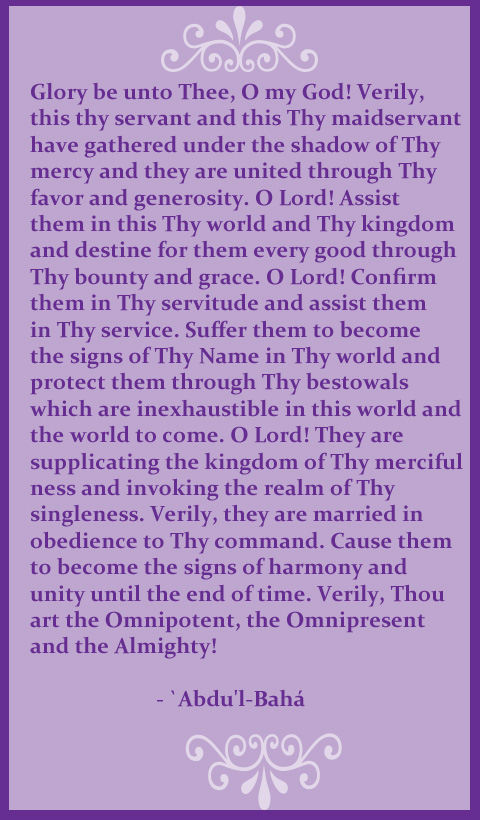 Glory be unto Thee, O my God! Verily,
this thy servant and this Thy maidservant
have gathered under the shadow of Thy
mercy and they are united through Thy
favor and generosity. O Lord! Assist
them in this Thy world and Thy kingdom
and destine for them every good through
Thy bounty and grace. O Lord! Confirm
them in Thy servitude and assist them
in Thy service. Suffer them to become
the signs of Thy Name in Thy world and
protect them through Thy bestowals
which are inexhaustible in this world and
the world to come. O Lord! They are
supplicating the kingdom of Thy merciful
ness and invoking the realm of Thy
singleness. Verily, they are married in
obedience to Thy command. Cause them
to become the signs of harmony and
unity until the end of time. Verily, Thou
art the Omnipotent, the Omnipresent
and the Almighty!
- `Abdu'l-Bahá